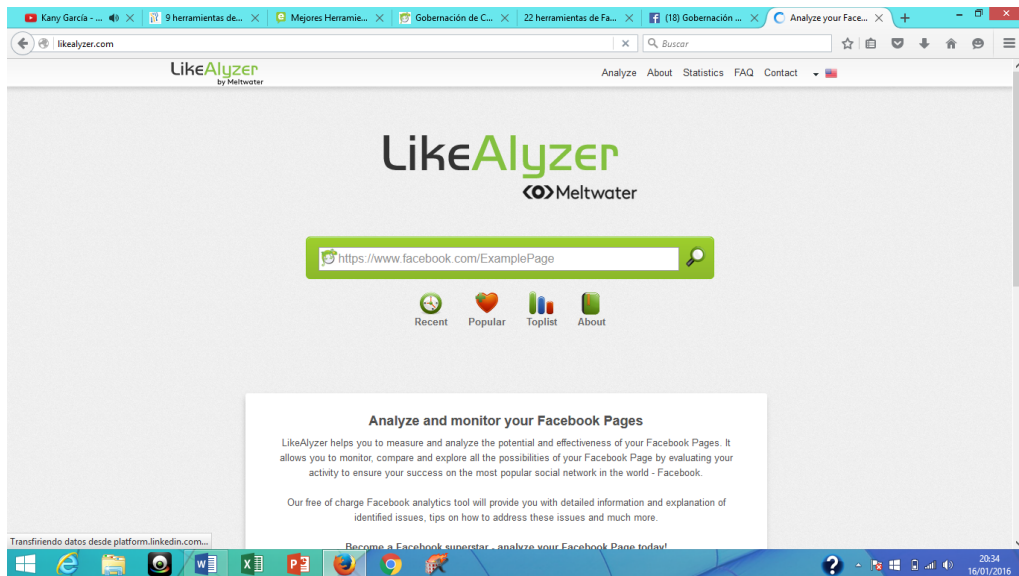 Kany García - ... 9 herramientas de... Mejores Herramie... Gobernación de C... 22 herramientas de Fa... (18) Gobernación ... Analyze your Face...
likealyzer.com Buscar
LikeAlyzer
by Meltwater
Analyze About Statistics FAQ Contact
LikeAlyzer
Meltwater
https://www.facebook.com/ExamplePage
Recent Popular Toplist About
Analyze and monitor your Facebook Pages
LikeAlyzer helps you to measure and analyze the potential and effectiveness of your Facebook Pages. It
allows you to monitor, compare and explore all the possibilities of your Facebook Page by evaluating your
activity to ensure your success on the most popular social network in the world - Facebook.
Our free of charge Facebook analytics tool will provide you with detailed information and explanation of
identified issues, tips on how to address these issues and much more.
Become a Facebook superstar - analyze your Facebook Page today!
Transfiriendo datos desde platform.linkedin.com...
20:34
16/01/2016